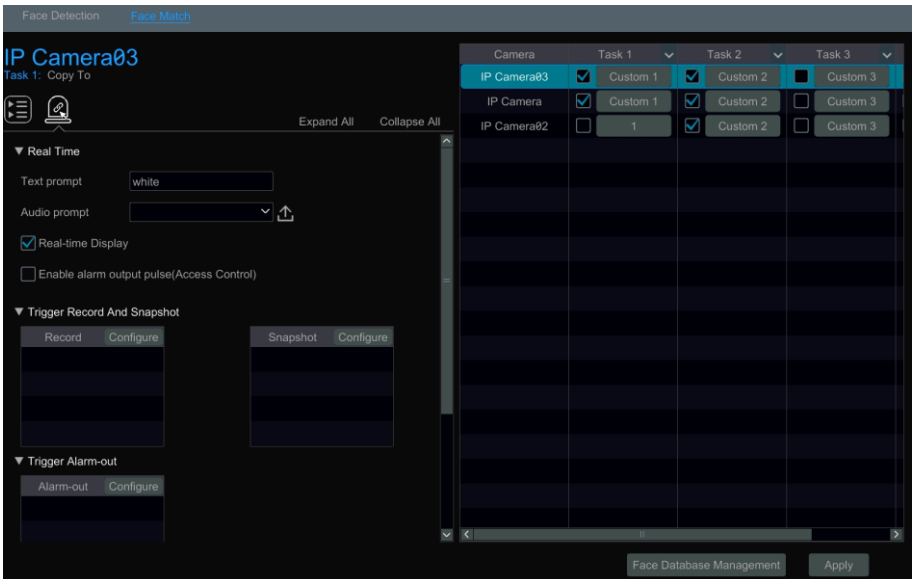 Face Detection Face Match
IP Camera03
Task 1: Copy To
Expand All Collapse All
Real Time
Text prompt white
Audio prompt
Real-time Display
Enable alarm output pulse(Access Control)
Trigger Record And Snapshot
Record Configure Snapshot Configure
Trigger Alarm-out
Alarm-out Configure
Camera Task 1 Task 2 Task 3
IP Camera03 Custom 1 Custom 2 Custom 3
IP Camera Custom 1 Custom 2 Custom 3
IP Camera02 1 Custom 2 Custom 3
Face Database Management Apply